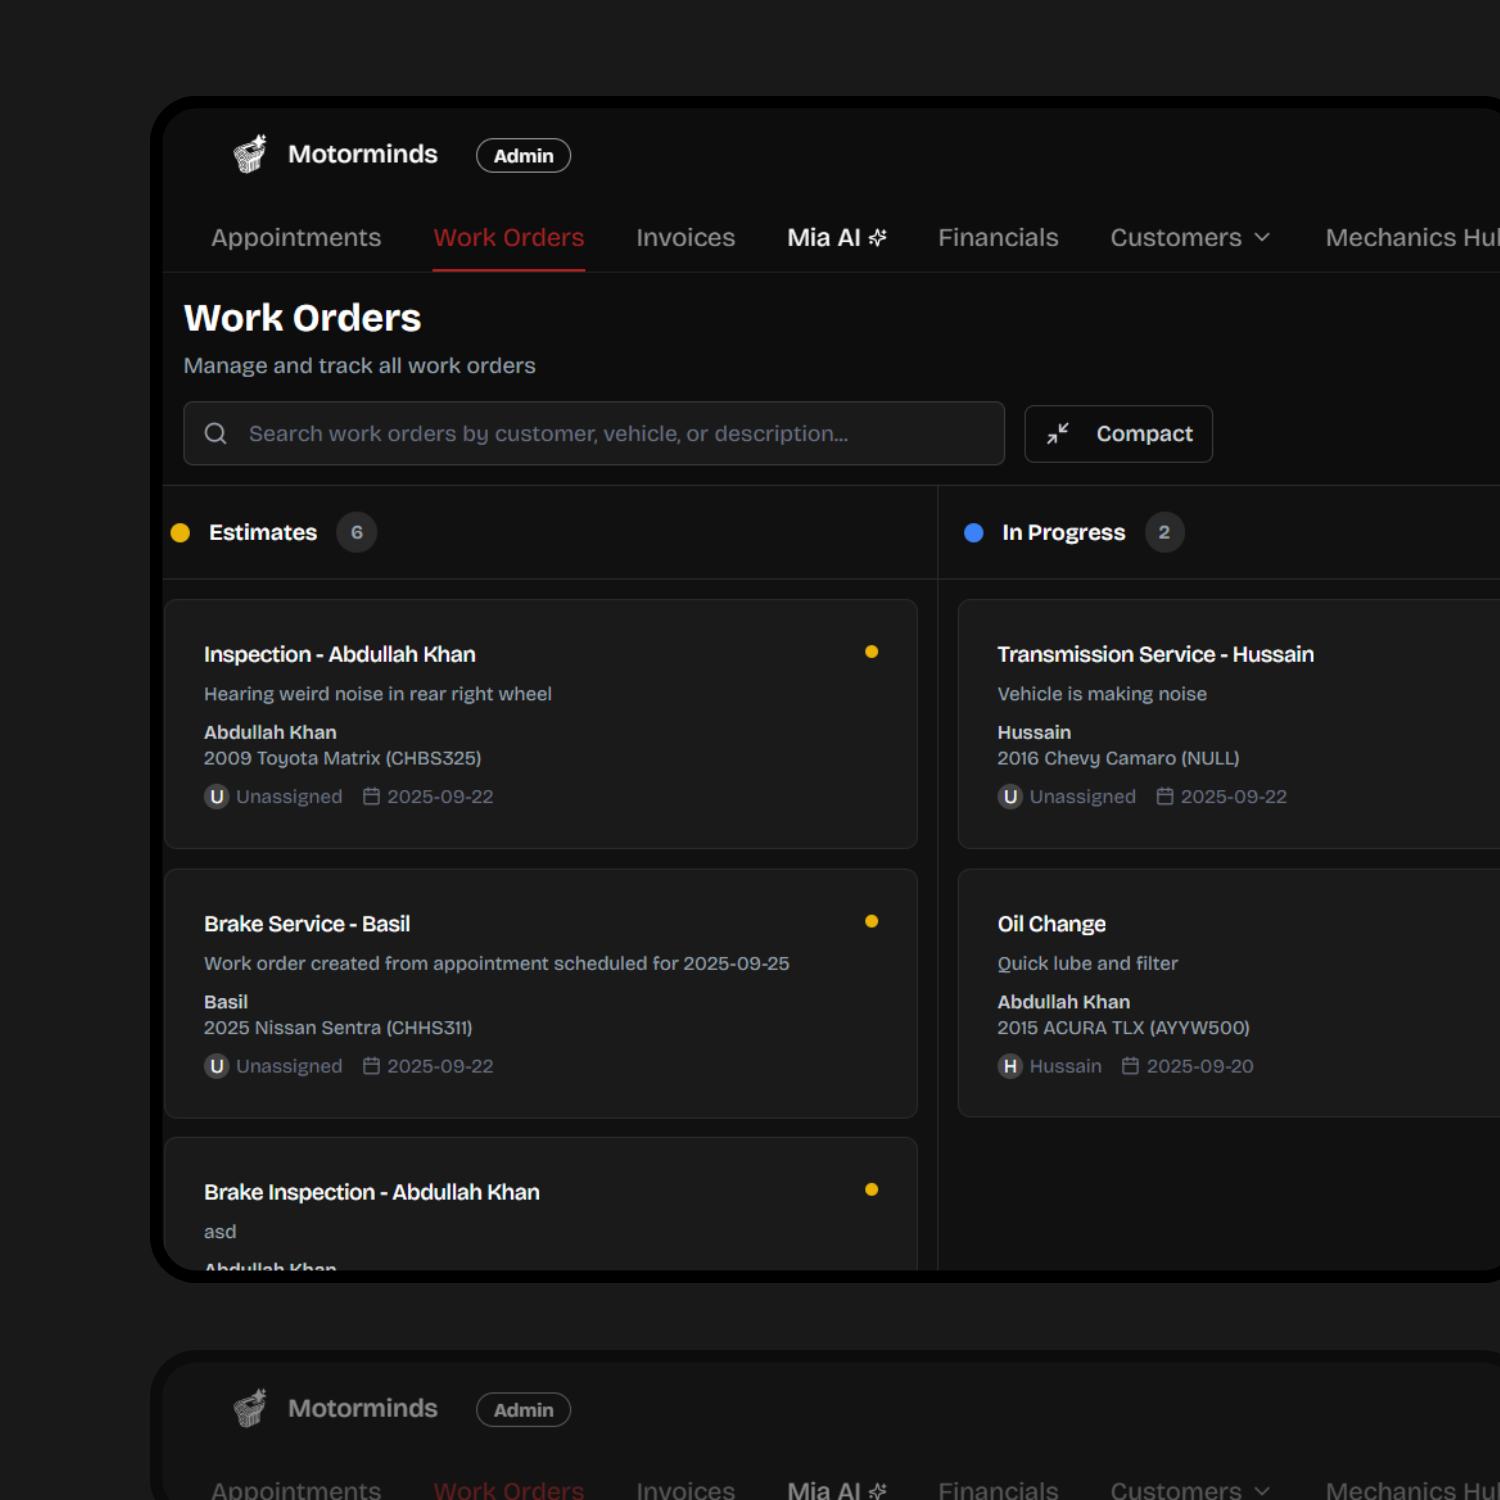 Motorminds Admin
Appointments Work Orders Invoices Mia AI Financials Customers Mechanics Hub
Work Orders
Manage and track all work orders
Search work orders by customer, vehicle, or description... Compact
Estimates 6
Inspection - Abdullah Khan
Hearing weird noise in rear right wheel
Abdullah Khan
2009 Toyota Matrix (CHBS325)
U Unassigned 2025-09-22
Brake Service - Basil
Work order created from appointment scheduled for 2025-09-25
Basil
2025 Nissan Sentra (CHHS311)
U Unassigned 2025-09-22
Brake Inspection - Abdullah Khan
asd
Abdullah Khan
In Progress 2
Transmission Service - Hussain
Vehicle is making noise
Hussain
2016 Chevy Camaro (NULL)
U Unassigned 2025-09-22
Oil Change
Quick lube and filter
Abdullah Khan
2015 ACURA TLX (AYYW500)
H Hussain 2025-09-20
Motorminds Admin
Appointments Work Orders Invoices Mia AI Financials Customers Mechanics Hub